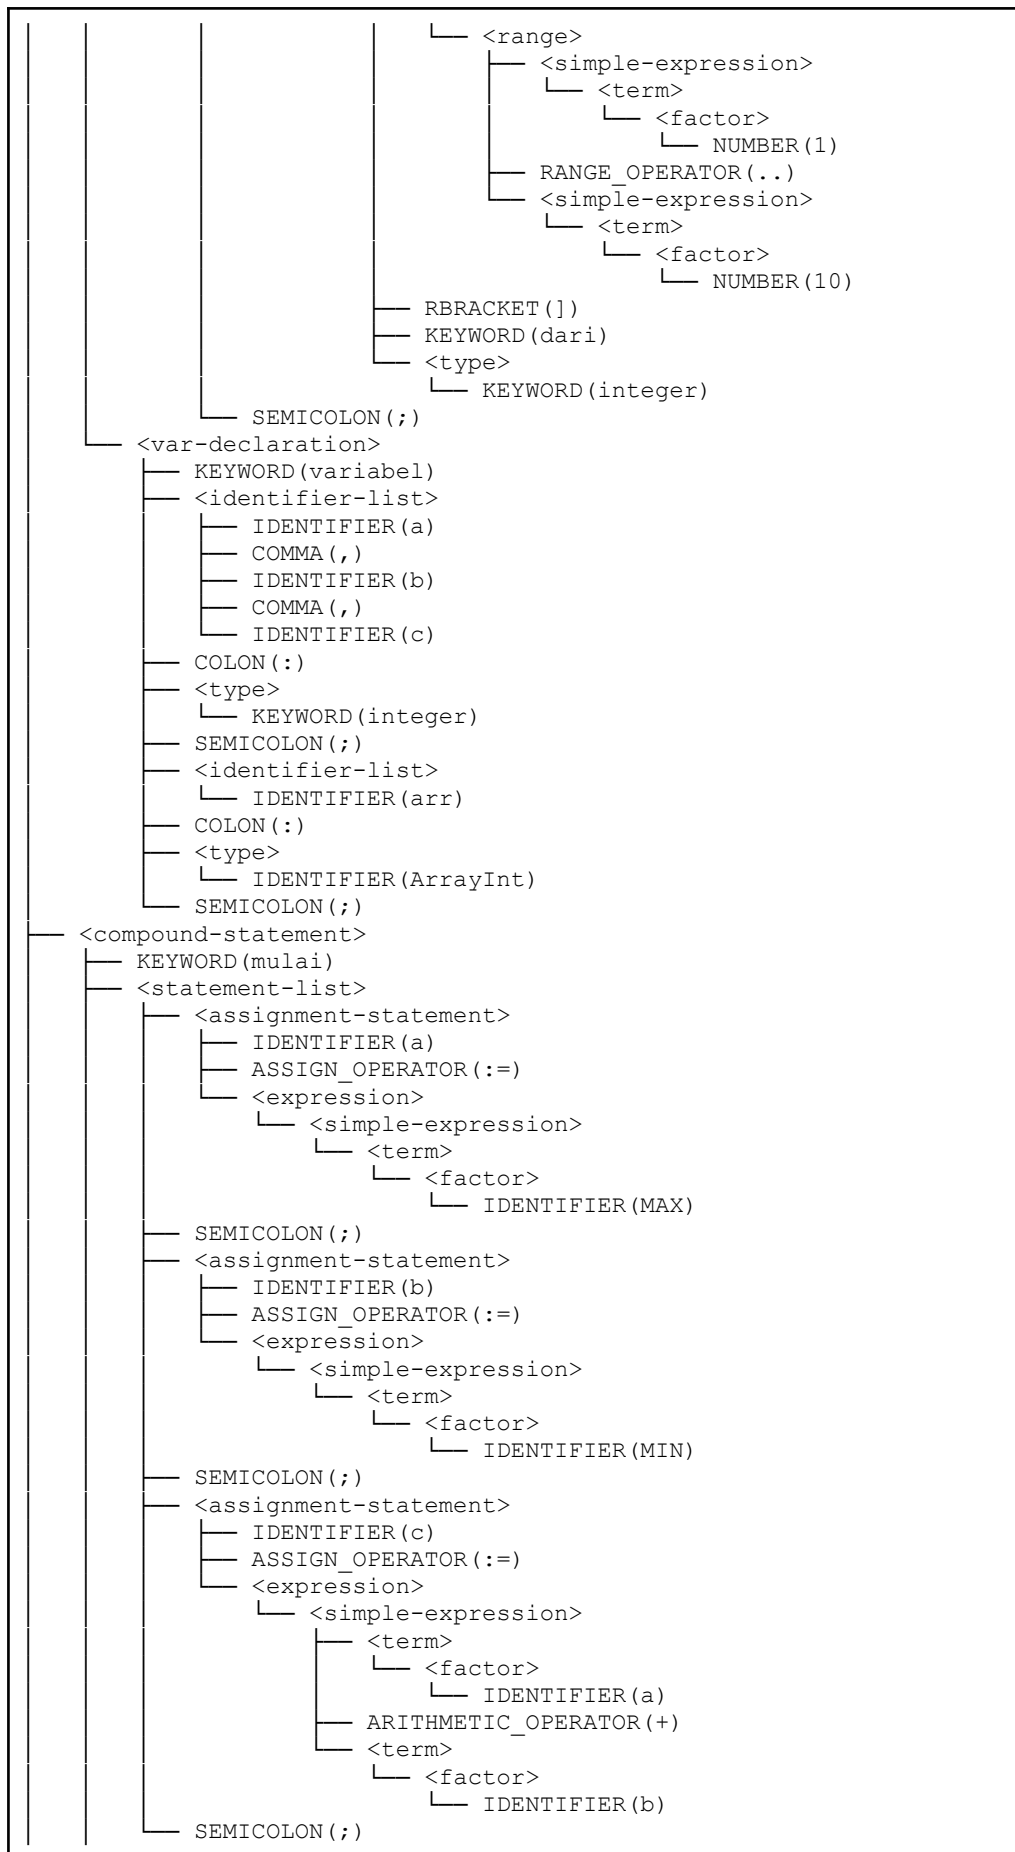 │   │       │           │   └── <range>
│   │       │           │       ├── <simple-expression>
│   │       │           │       │   └── <term>
│   │       │           │       │       └── <factor>
│   │       │           │       │           └── NUMBER(1)
│   │       │           │       ├── RANGE_OPERATOR(..)
│   │       │           │       └── <simple-expression>
│   │       │           │           └── <term>
│   │       │           │               └── <factor>
│   │       │           │                   └── NUMBER(10)
│   │       │           ├── RBRACKET(])
│   │       │           ├── KEYWORD(dari)
│   │       │           └── <type>
│   │       │               └── KEYWORD(integer)
│   │       └── SEMICOLON(;)
│   └── <var-declaration>
│       ├── KEYWORD(variabel)
│       ├── <identifier-list>
│       │   ├── IDENTIFIER(a)
│       │   ├── COMMA(,)
│       │   ├── IDENTIFIER(b)
│       │   ├── COMMA(,)
│       │   └── IDENTIFIER(c)
│       ├── COLON(:)
│       ├── <type>
│       │   └── KEYWORD(integer)
│       ├── SEMICOLON(;)
│       ├── <identifier-list>
│       │   └── IDENTIFIER(arr)
│       ├── COLON(:)
│       ├── <type>
│       │   └── IDENTIFIER(ArrayInt)
│       └── SEMICOLON(;)
├── <compound-statement>
│   ├── KEYWORD(mulai)
│   ├── <statement-list>
│   │   ├── <assignment-statement>
│   │   │   ├── IDENTIFIER(a)
│   │   │   ├── ASSIGN_OPERATOR(:=)
│   │   │   └── <expression>
│   │   │       └── <simple-expression>
│   │   │           └── <term>
│   │   │               └── <factor>
│   │   │                   └── IDENTIFIER(MAX)
│   │   ├── SEMICOLON(;)
│   │   ├── <assignment-statement>
│   │   │   ├── IDENTIFIER(b)
│   │   │   ├── ASSIGN_OPERATOR(:=)
│   │   │   └── <expression>
│   │   │       └── <simple-expression>
│   │   │           └── <term>
│   │   │               └── <factor>
│   │   │                   └── IDENTIFIER(MIN)
│   │   ├── SEMICOLON(;)
│   │   ├── <assignment-statement>
│   │   │   ├── IDENTIFIER(c)
│   │   │   ├── ASSIGN_OPERATOR(:=)
│   │   │   └── <expression>
│   │   │       └── <simple-expression>
│   │   │           ├── <term>
│   │   │           │   └── <factor>
│   │   │           │       └── IDENTIFIER(a)
│   │   │           ├── ARITHMETIC_OPERATOR(+)
│   │   │           └── <term>
│   │   │               └── <factor>
│   │   │                   └── IDENTIFIER(b)
│   │   └── SEMICOLON(;)